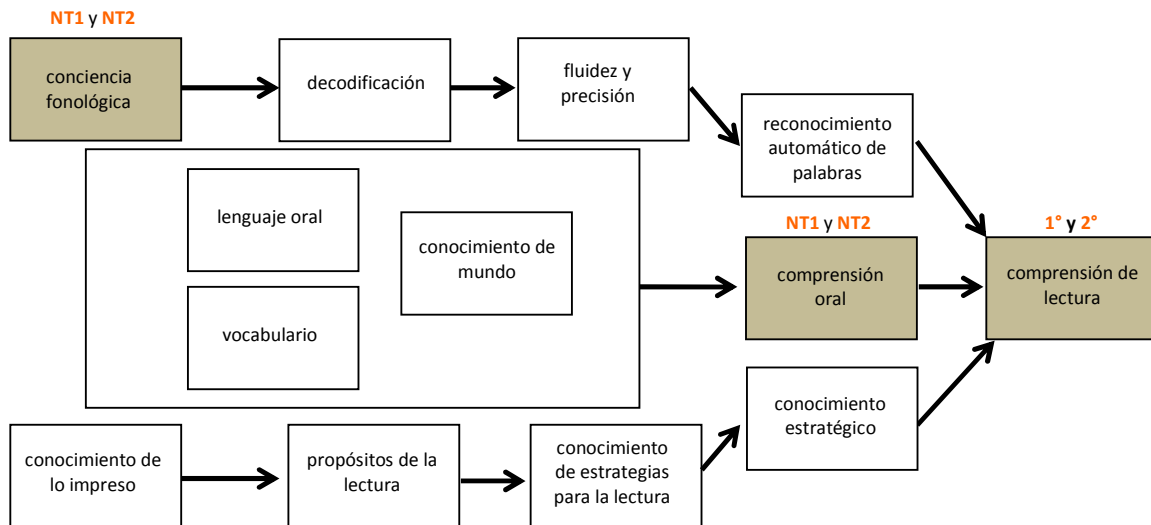 NT1 y NT2
conciencia
fonológica
decodificación
fluidez y
precisión
reconocimiento
automático de
palabras
lenguaje oral
conocimiento de
mundo
vocabulario
NT1 y NT2
comprensión
oral
1° y 2°
comprensión de
lectura
conocimiento de
lo impreso
propósitos de la
lectura
conocimiento
de estrategias
para la lectura
conocimiento
estratégico